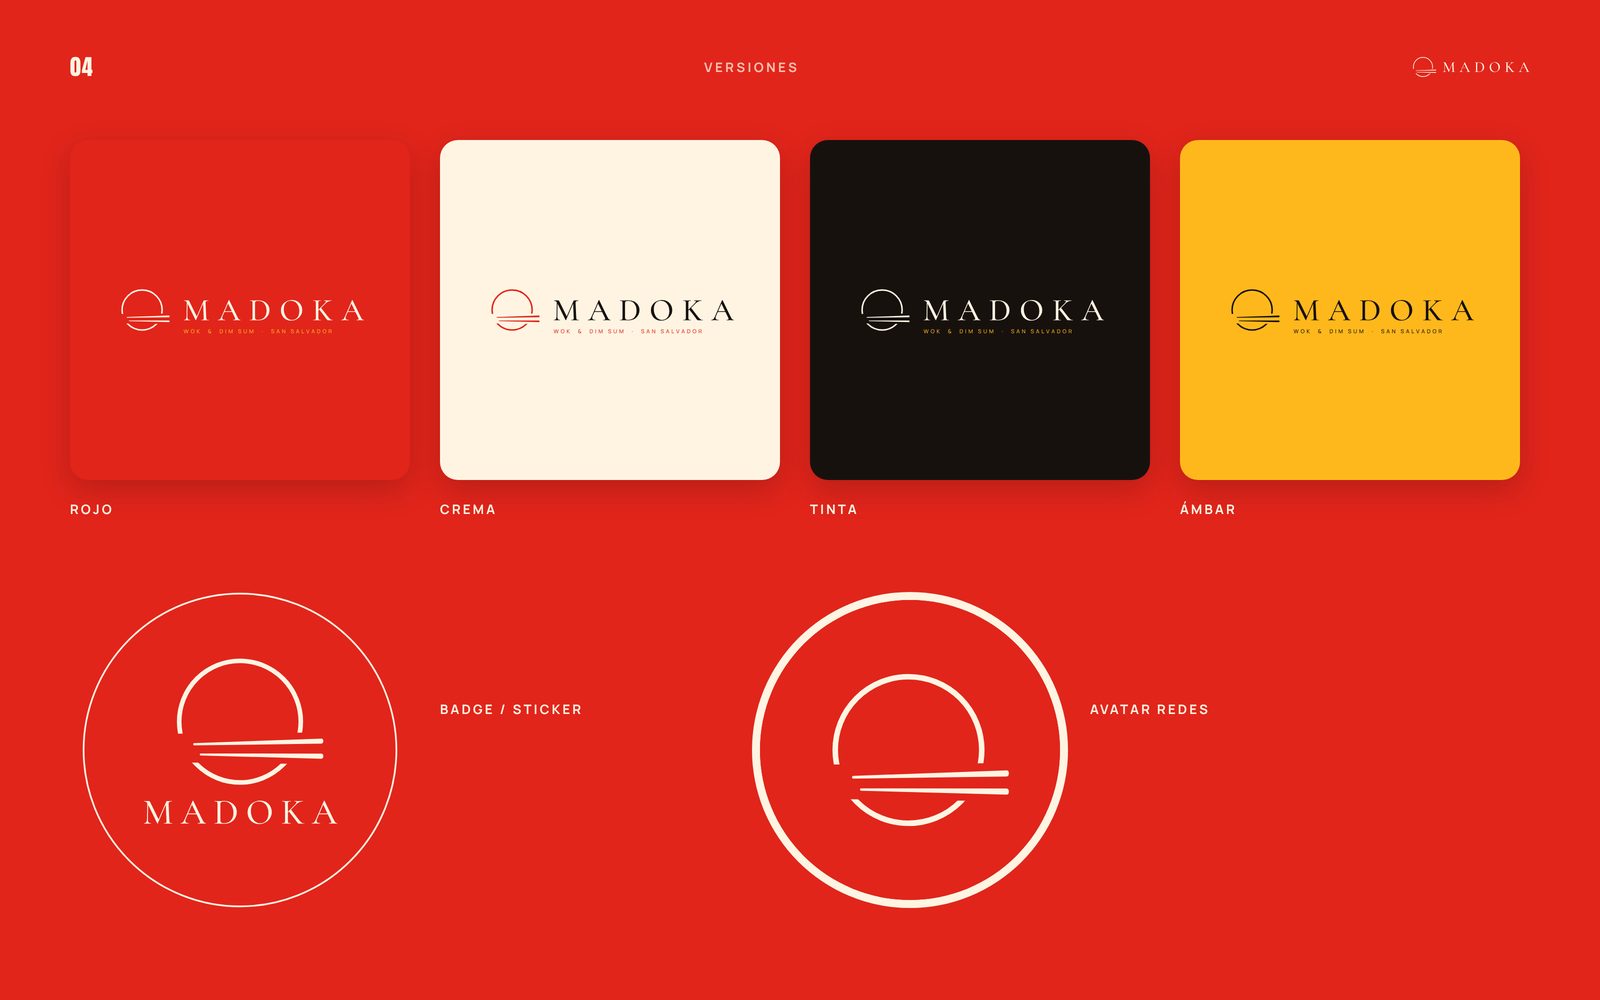 04
VERSIONES
MADOKA
MADOKA
WOK & DIM SUM · SAN SALVADOR
MADOKA
WOK & DIM SUM · SAN SALVADOR
MADOKA
WOK & DIM SUM · SAN SALVADOR
MADOKA
WOK & DIM SUM · SAN SALVADOR
ROJO
CREMA
TINTA
ÁMBAR
MADOKA
BADGE / STICKER
AVATAR REDES